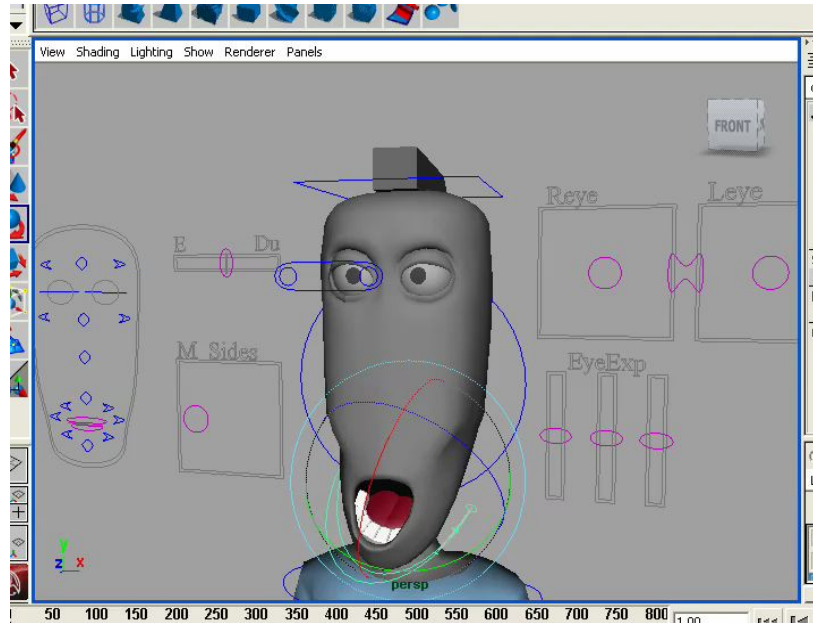 View Shading Lighting Show Renderer Panels
FRONT
Reye Leye
E Du
M_Sides
EyeExp
y
z x
persp
50 100 150 200 250 300 350 400 450 500 550 600 650 700 750 800 1.00